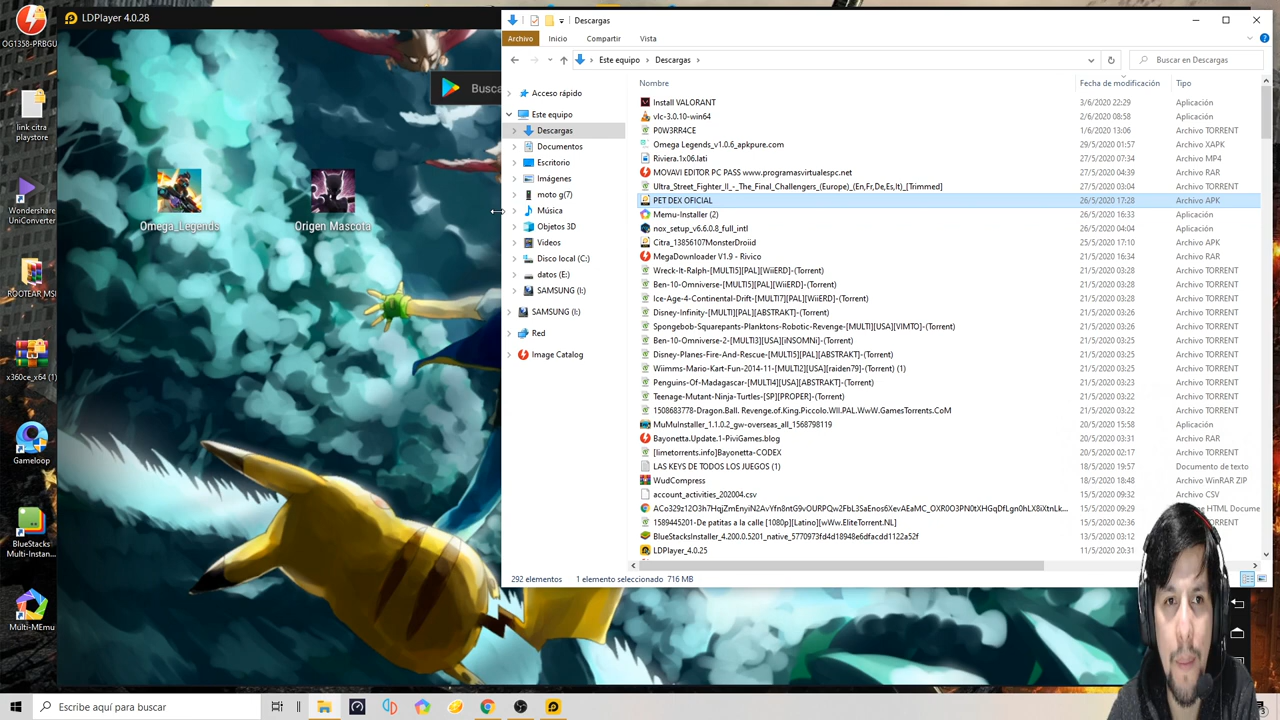 OG1358-PRBGU
link citra
playstore
Wondershare
UniConverter
ROOTEAR MSI
x360ce_x64 (1)
Gameloop
BlueStacks
Multi-Instan...
Multi-MEmu
LDPlayer 4.0.28
Omega_Legends
Origen Mascota
Busca
Descargas
Archivo
Inicio
Compartir
Vista
Este equipo
Descargas
Buscar en Descargas
Acceso rápido
Este equipo
Descargas
Documentos
Escritorio
Imágenes
moto g(7)
Música
Objetos 3D
Videos
Disco local (C:)
datos (E:)
SAMSUNG (I:)
SAMSUNG (I:)
Red
Image Catalog
Nombre Fecha de modificación Tipo
Install VALORANT 3/6/2020 22:29 Aplicación
vlc-3.0.10-win64 2/6/2020 08:58 Aplicación
P0W3RR4CE 1/6/2020 13:06 Archivo TORRENT
Omega Legends_v1.0.6_apkpure.com 29/5/2020 01:57 Archivo XAPK
Riviera.1x06.lati 27/5/2020 07:34 Archivo MP4
MOVAVI EDITOR PC PASS www.programasvirtualespc.net 27/5/2020 04:39 Archivo RAR
Ultra_Street_Fighter_II_-_The_Final_Challengers_(Europe)_(En,Fr,De,Es,It)_[Trimmed] 27/5/2020 03:04 Archivo TORRENT
PET DEX OFICIAL 26/5/2020 17:28 Archivo APK
Memu-Installer (2) 26/5/2020 16:33 Aplicación
nox_setup_v6.6.0.8_full_intl 26/5/2020 04:04 Aplicación
Citra_13856107MonsterDroiid 25/5/2020 17:10 Archivo APK
MegaDownloader V1.9 - Rivico 21/5/2020 16:34 Archivo RAR
Wreck-It-Ralph-[MULTI5][PAL][WiiERD]-(Torrent) 21/5/2020 03:28 Archivo TORRENT
Ben-10-Omniverse-[MULTI5][PAL][WiiERD]-(Torrent) 21/5/2020 03:28 Archivo TORRENT
Ice-Age-4-Continental-Drift-[MULTI7][PAL][WiiERD]-(Torrent) 21/5/2020 03:28 Archivo TORRENT
Disney-Infinity-[MULTI][PAL][ABSTRAKT]-(Torrent) 21/5/2020 03:26 Archivo TORRENT
Spongebob-Squarepants-Planktons-Robotic-Revenge-[MULTI][USA][VIMTO]-(Torrent) 21/5/2020 03:26 Archivo TORRENT
Ben-10-Omniverse-2-[MULTI3][USA][iNSOMNi]-(Torrent) 21/5/2020 03:25 Archivo TORRENT
Disney-Planes-Fire-And-Rescue-[MULTI5][PAL][ABSTRAKT]-(Torrent) 21/5/2020 03:25 Archivo TORRENT
Wiimms-Mario-Kart-Fun-2014-11-[MULTI2][USA][raiden79]-(Torrent) (1) 21/5/2020 03:22 Archivo TORRENT
Penguins-Of-Madagascar-[MULTI4][USA][ABSTRAKT]-(Torrent) 21/5/2020 03:22 Archivo TORRENT
Teenage-Mutant-Ninja-Turtles-[SP][PROPER]-(Torrent) 21/5/2020 03:22 Archivo TORRENT
1508683778-Dragon.Ball. Revenge.of.King.Piccolo.WII.PAL.WwW.GamesTorrents.CoM 21/5/2020 03:22 Archivo TORRENT
MuMuInstaller_1.1.0.2_gw-overseas_all_1568798119 20/5/2020 15:58 Aplicación
Bayonetta.Update.1-PiviGames.blog 20/5/2020 03:31 Archivo RAR
[limetorrents.info]Bayonetta-CODEX 20/5/2020 02:17 Archivo TORRENT
LAS KEYS DE TODOS LOS JUEGOS (1) 18/5/2020 19:57 Documento de texto
WudCompress 18/5/2020 18:48 Archivo WinRAR ZIP
account_activities_202004.csv 15/5/2020 09:32 Archivo CSV
15/5/2020 09:29 me HTML Docume
1589445201-De patitas a la calle [1080p][Latino][wWw.EliteTorrent.NL] 15/5/2020 02:36 Archivo TORRENT
BlueStacksInstaller_4.200.0.5201_native_5770973fd4d18948e6dfacdd1122a52f 13/5/2020 03:12
LDPlayer_4.0.25 11/5/2020 20:31
292 elementos 1 elemento seleccionado 716 MB
Escribe aquí para buscar